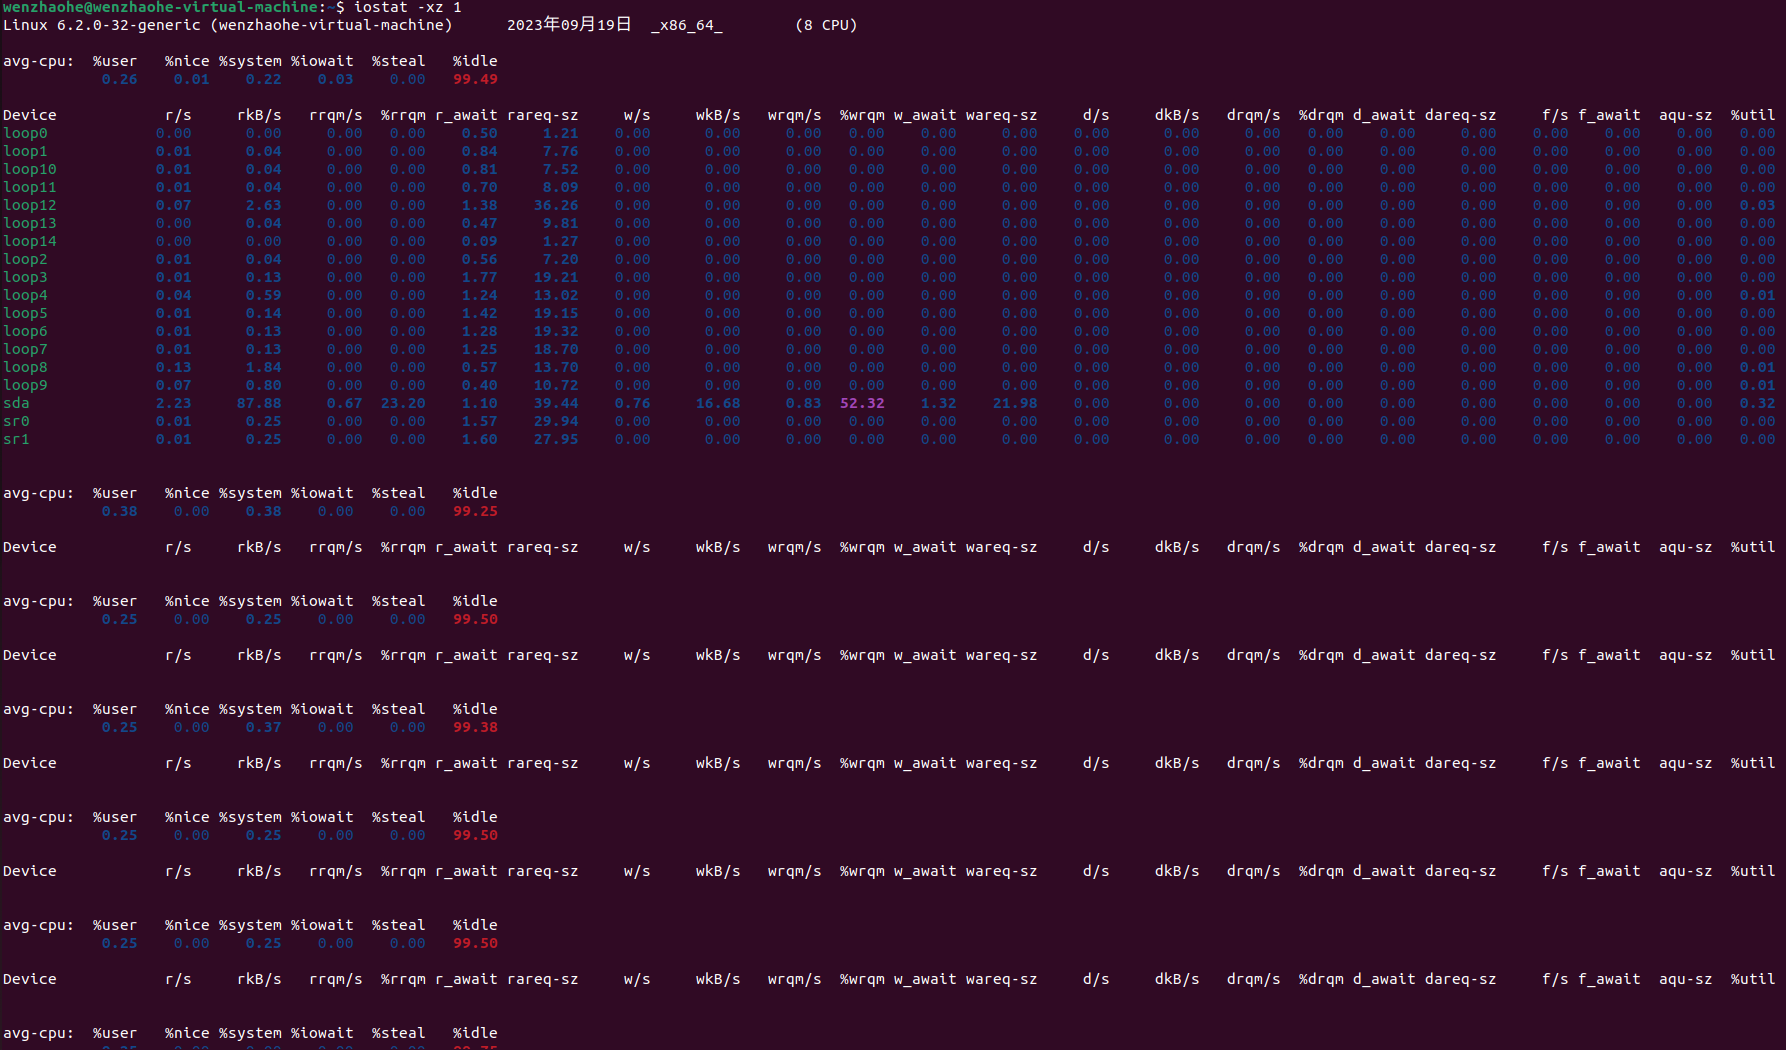 wenzhaohe@wenzhaohe-virtual-machine:~$ iostat -xz 1
Linux 6.2.0-32-generic (wenzhaohe-virtual-machine) 2023年09月19日 _x86_64_ (8 CPU)
avg-cpu: %user %nice %system %iowait %steal %idle
0.26 0.01 0.22 0.03 0.00 99.49
Device r/s rkB/s rrqm/s %rrqm r_await rareq-sz w/s wkB/s wrqm/s %wrqm w_await wareq-sz d/s dkB/s drqm/s %drqm d_await dareq-sz f/s f_await aqu-sz %util
loop0 0.00 0.00 0.00 0.00 0.50 1.21 0.00 0.00 0.00 0.00 0.00 0.00 0.00 0.00 0.00 0.00 0.00 0.00 0.00 0.00 0.00 0.00
loop1 0.01 0.04 0.00 0.00 0.84 7.76 0.00 0.00 0.00 0.00 0.00 0.00 0.00 0.00 0.00 0.00 0.00 0.00 0.00 0.00 0.00 0.00
loop10 0.01 0.04 0.00 0.00 0.81 7.52 0.00 0.00 0.00 0.00 0.00 0.00 0.00 0.00 0.00 0.00 0.00 0.00 0.00 0.00 0.00 0.00
loop11 0.01 0.04 0.00 0.00 0.70 8.09 0.00 0.00 0.00 0.00 0.00 0.00 0.00 0.00 0.00 0.00 0.00 0.00 0.00 0.00 0.00 0.00
loop12 0.07 2.63 0.00 0.00 1.38 36.26 0.00 0.00 0.00 0.00 0.00 0.00 0.00 0.00 0.00 0.00 0.00 0.00 0.00 0.00 0.00 0.03
loop13 0.00 0.04 0.00 0.00 0.47 9.81 0.00 0.00 0.00 0.00 0.00 0.00 0.00 0.00 0.00 0.00 0.00 0.00 0.00 0.00 0.00 0.00
loop14 0.00 0.00 0.00 0.00 0.09 1.27 0.00 0.00 0.00 0.00 0.00 0.00 0.00 0.00 0.00 0.00 0.00 0.00 0.00 0.00 0.00 0.00
loop2 0.01 0.04 0.00 0.00 0.56 7.20 0.00 0.00 0.00 0.00 0.00 0.00 0.00 0.00 0.00 0.00 0.00 0.00 0.00 0.00 0.00 0.00
loop3 0.01 0.13 0.00 0.00 1.77 19.21 0.00 0.00 0.00 0.00 0.00 0.00 0.00 0.00 0.00 0.00 0.00 0.00 0.00 0.00 0.00 0.00
loop4 0.04 0.59 0.00 0.00 1.24 13.02 0.00 0.00 0.00 0.00 0.00 0.00 0.00 0.00 0.00 0.00 0.00 0.00 0.00 0.00 0.00 0.01
loop5 0.01 0.14 0.00 0.00 1.42 19.15 0.00 0.00 0.00 0.00 0.00 0.00 0.00 0.00 0.00 0.00 0.00 0.00 0.00 0.00 0.00 0.00
loop6 0.01 0.13 0.00 0.00 1.28 19.32 0.00 0.00 0.00 0.00 0.00 0.00 0.00 0.00 0.00 0.00 0.00 0.00 0.00 0.00 0.00 0.00
loop7 0.01 0.13 0.00 0.00 1.25 18.70 0.00 0.00 0.00 0.00 0.00 0.00 0.00 0.00 0.00 0.00 0.00 0.00 0.00 0.00 0.00 0.00
loop8 0.13 1.84 0.00 0.00 0.57 13.70 0.00 0.00 0.00 0.00 0.00 0.00 0.00 0.00 0.00 0.00 0.00 0.00 0.00 0.00 0.00 0.01
loop9 0.07 0.80 0.00 0.00 0.40 10.72 0.00 0.00 0.00 0.00 0.00 0.00 0.00 0.00 0.00 0.00 0.00 0.00 0.00 0.00 0.00 0.01
sda 2.23 87.88 0.67 23.20 1.10 39.44 0.76 16.68 0.83 52.32 1.32 21.98 0.00 0.00 0.00 0.00 0.00 0.00 0.00 0.00 0.00 0.32
sr0 0.01 0.25 0.00 0.00 1.57 29.94 0.00 0.00 0.00 0.00 0.00 0.00 0.00 0.00 0.00 0.00 0.00 0.00 0.00 0.00 0.00 0.00
sr1 0.01 0.25 0.00 0.00 1.60 27.95 0.00 0.00 0.00 0.00 0.00 0.00 0.00 0.00 0.00 0.00 0.00 0.00 0.00 0.00 0.00 0.00
avg-cpu: %user %nice %system %iowait %steal %idle
0.38 0.00 0.38 0.00 0.00 99.25
Device r/s rkB/s rrqm/s %rrqm r_await rareq-sz w/s wkB/s wrqm/s %wrqm w_await wareq-sz d/s dkB/s drqm/s %drqm d_await dareq-sz f/s f_await aqu-sz %util
avg-cpu: %user %nice %system %iowait %steal %idle
0.25 0.00 0.25 0.00 0.00 99.50
Device r/s rkB/s rrqm/s %rrqm r_await rareq-sz w/s wkB/s wrqm/s %wrqm w_await wareq-sz d/s dkB/s drqm/s %drqm d_await dareq-sz f/s f_await aqu-sz %util
avg-cpu: %user %nice %system %iowait %steal %idle
0.25 0.00 0.37 0.00 0.00 99.38
Device r/s rkB/s rrqm/s %rrqm r_await rareq-sz w/s wkB/s wrqm/s %wrqm w_await wareq-sz d/s dkB/s drqm/s %drqm d_await dareq-sz f/s f_await aqu-sz %util
avg-cpu: %user %nice %system %iowait %steal %idle
0.25 0.00 0.25 0.00 0.00 99.50
Device r/s rkB/s rrqm/s %rrqm r_await rareq-sz w/s wkB/s wrqm/s %wrqm w_await wareq-sz d/s dkB/s drqm/s %drqm d_await dareq-sz f/s f_await aqu-sz %util
avg-cpu: %user %nice %system %iowait %steal %idle
0.25 0.00 0.25 0.00 0.00 99.50
Device r/s rkB/s rrqm/s %rrqm r_await rareq-sz w/s wkB/s wrqm/s %wrqm w_await wareq-sz d/s dkB/s drqm/s %drqm d_await dareq-sz f/s f_await aqu-sz %util
avg-cpu: %user %nice %system %iowait %steal %idle